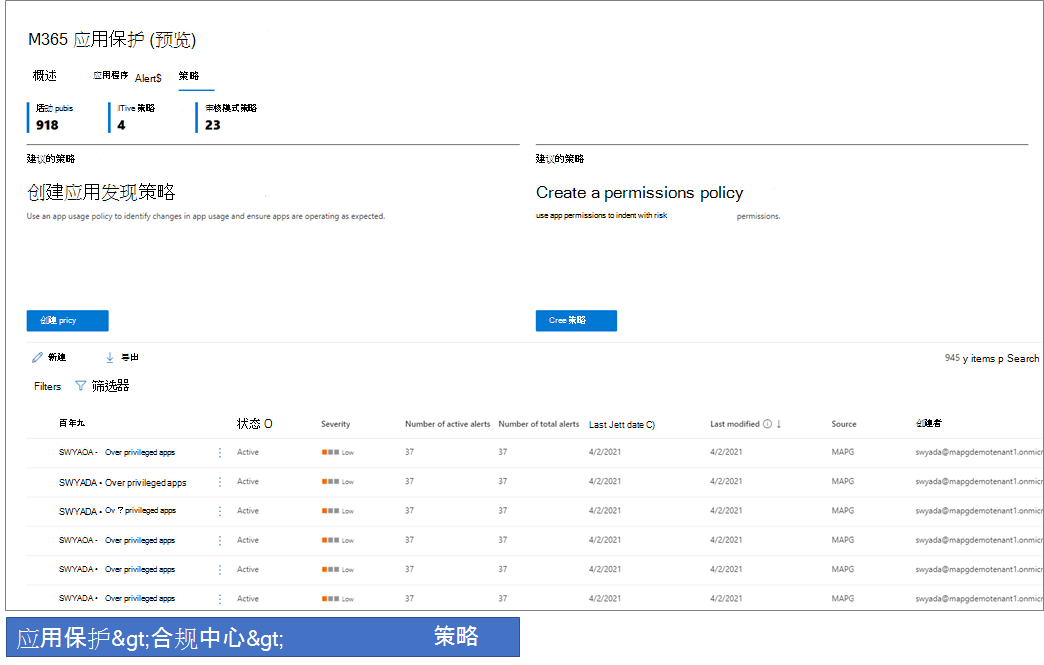 M365 应用保护 (预览)
概述 应用程序 Alert$ 策略
活动 pubis ITive 策略 审核模式策略
918 4 23
建议的策略 建议的策略
创建应用发现策略 Create a permissions policy
Use an app usage policy to identify changes in app usage and ensure apps are operating as expected. use app permissions to indent with risk permissions.
创建 pricy Cree 策略
新建 导出 945 y items p Search
Filters 筛选器
百年九 状态 O Severity Number of active alerts Number of total alerts Last Jett date C) Last modified Source 创建者
SWYAOA - Over privileged apps Active Low 37 37 4/2/2021 4/2/2021 MAPG swyada@mapgdemotenant1.onmicr
SWYADA • Over privileged apps Active Low 37 37 4/2/2021 4/2/2021 MAPG swyada@mapgdemotenant1.onmicr
SWYADA • Ov ? privileged apps Active Low 37 37 4/2/2021 4/2/2021 MAPG swyada@mapgdemotenant1.onmicr
SWYAOA - Over privileged apps Active Low 37 37 4/2/2021 4/2/2021 MAPG swyada@mapgdemotenant1.onmicr
SWYADA • Over privileged apps Active Low 37 37 4/2/2021 4/2/2021 MAPG swyada@mapgdemotenant1.onmicr
SWYADA • Over privileged apps Active Low 37 37 4/2/2021 4/2/2021 MAPG swyada@mapgdemotenant1.onmicr
应用保护&gt;合规中心&gt; 策略